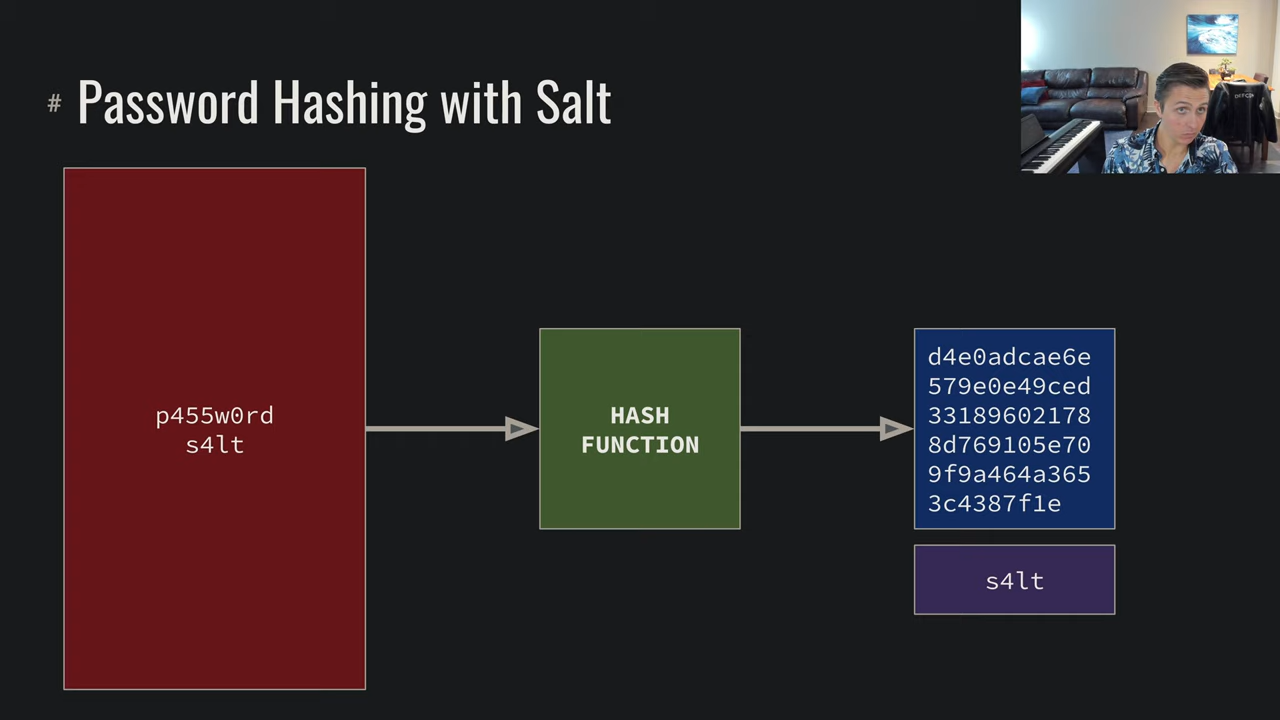 # Password Hashing with Salt
p455w0rd
s4lt
HASH
FUNCTION
d4e0adcae6e
579e0e49ced
33189602178
8d769105e70
9f9a464a365
3c4387f1e
s4lt